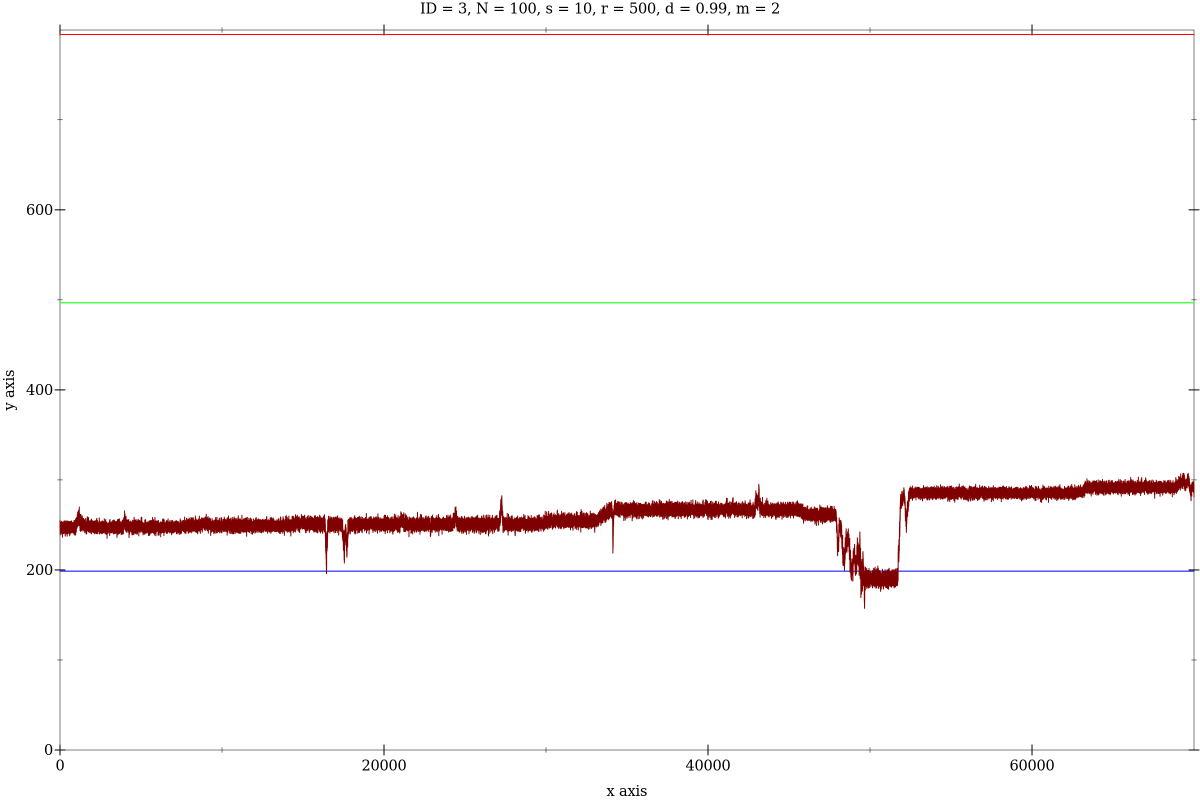 ID = 3, N = 100, s = 10, r = 500, d = 0.99, m = 2
600
400
200
0
y axis
0 20000 40000 60000
x axis